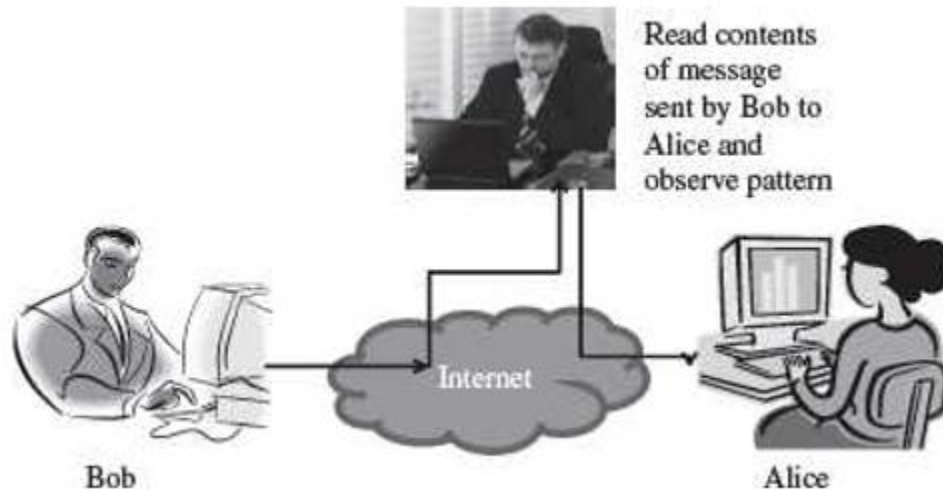 Read contents
of message
sent by Bob to
Alice and
observe pattern
Internet
Bob
Alice